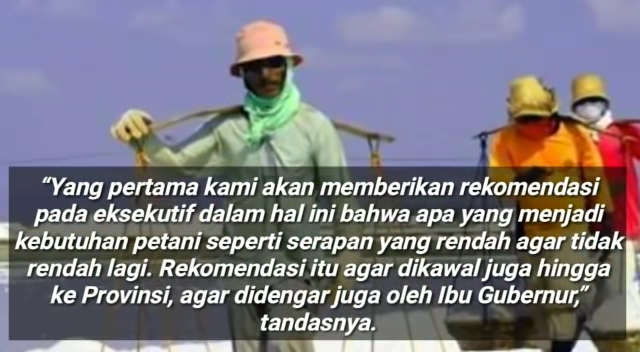 “Yang pertama kami akan memberikan rekomendasi
pada eksekutif dalam hal ini bahwa apa yang menjadi
kebutuhan petani seperti serapan yang rendah agar tidak
rendah lagi. Rekomendasi itu agar dikawal juga hingga
ke Provinsi, agar didengar juga oleh Ibu Gubernur,”
tandasnya.